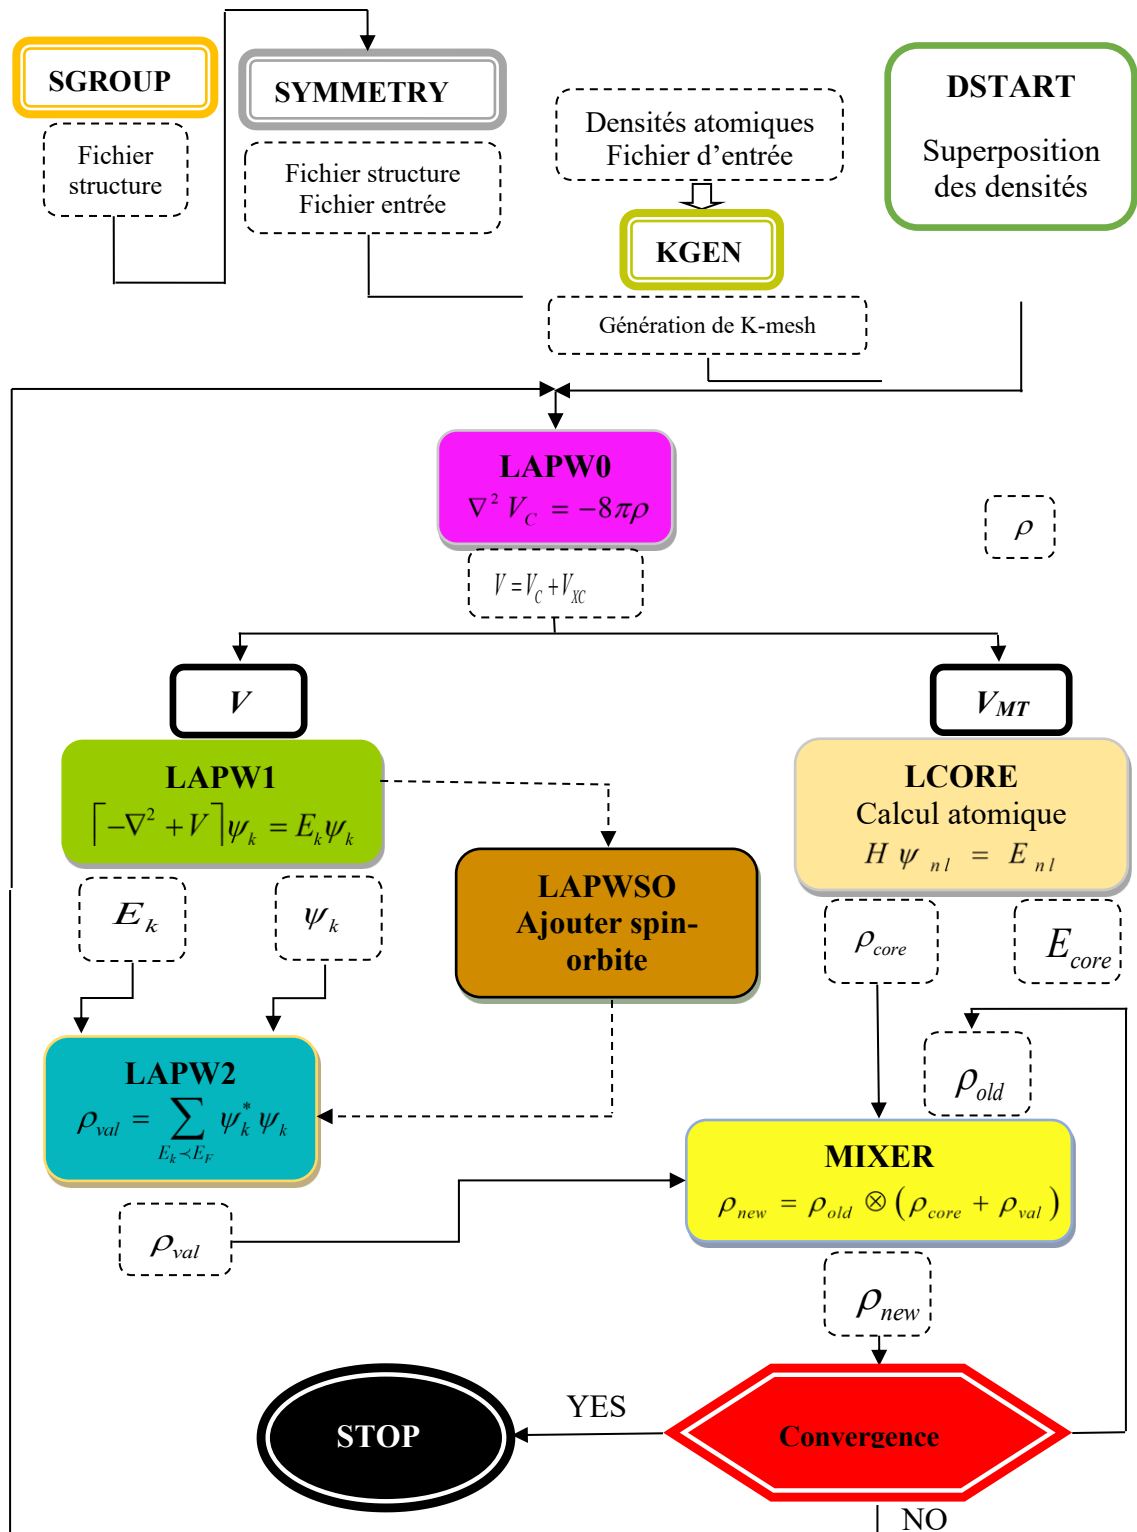 SGROUP
Fichier
structure
SYMMETRY
Fichier structure
Fichier entrée
Densités atomiques
Fichier d’entrée
KGEN
Génération de K-mesh
DSTART
Superposition
des densités
LAPW0
∇² V_C = −8πρ
V = V_C + V_XC
ρ
V
V_MT
LAPW1
⌈−∇² + V⌉ψ_k = E_k ψ_k
LCORE
Calcul atomique
H ψ_nl = E_nl
E_k
ψ_k
LAPWSO
Ajouter spin-
orbite
ρ_core
E_core
LAPW2
ρ_val = ∑ ψ_k^* ψ_k
E_k ≺ E_F
ρ_old
MIXER
ρ_new = ρ_old ⊗ (ρ_core + ρ_val)
ρ_val
ρ_new
STOP
YES
Convergence
NO